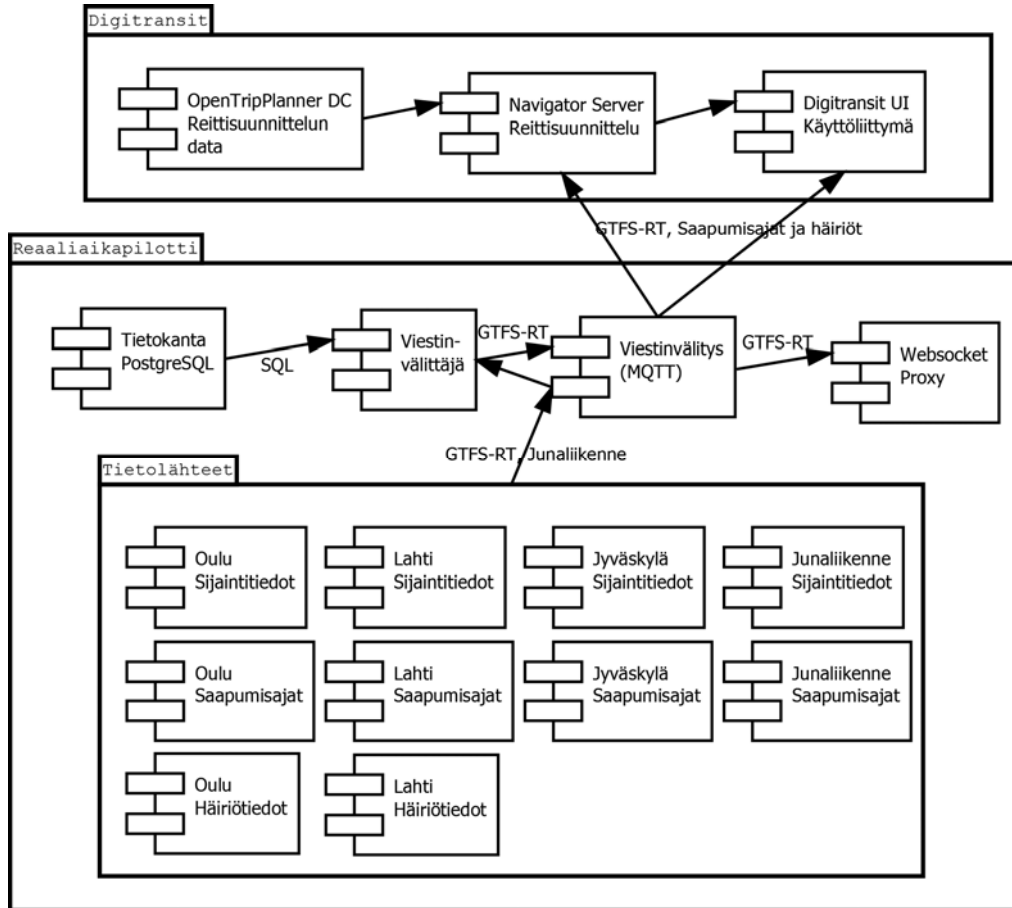 Digitransit
OpenTripPlanner DC
Reittisuunnittelun
data
Navigator Server
Reittisuunnittelu
Digitransit UI
Käyttöliittymä
GTFS-RT, Saapumisajat ja häiriöt
Reaaliaikapilotti
Tietokanta
PostgreSQL
SQL
Viestin-
välittäjä
GTFS-RT
Viestinvälitys
(MQTT)
GTFS-RT
Websocket
Proxy
GTFS-RT, Junaliikenne
Tietolähteet
Oulu
Sijaintitiedot
Lahti
Sijaintitiedot
Jyväskylä
Sijaintitiedot
Junaliikenne
Sijaintitiedot
Oulu
Saapumisajat
Lahti
Saapumisajat
Jyväskylä
Saapumisajat
Junaliikenne
Saapumisajat
Oulu
Häiriötiedot
Lahti
Häiriötiedot